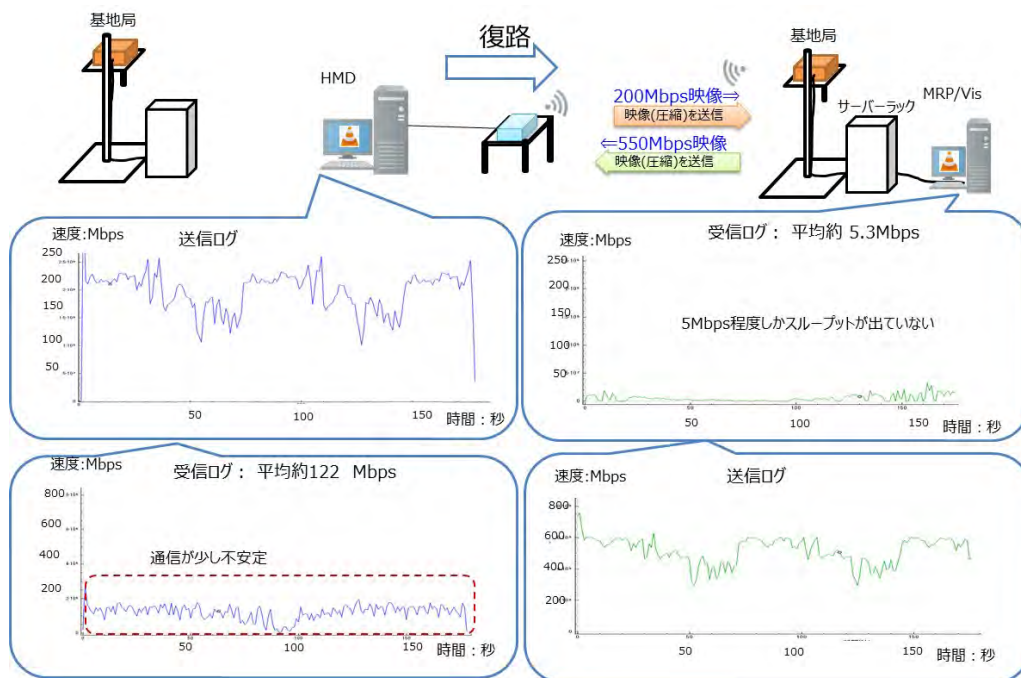 基地局
HMD
復路
200Mbps映像⇒
映像(圧縮)を送信
⇐550Mbps映像
映像(圧縮)を送信
基地局
サーバーラック
MRP/Vis
速度:Mbps
送信ログ
250
200
150
100
50
50
100
150
時間：秒
受信ログ： 平均約 5.3Mbps
速度:Mbps
250
200
150
100
50
5Mbps程度しかスループットが出ていない
50
100
150
時間：秒
速度:Mbps
受信ログ： 平均約122 Mbps
800
600
400
200
0
通信が少し不安定
50
100
150
時間：秒
速度:Mbps
送信ログ
800
600
400
200
0
50
100
150
時間：秒